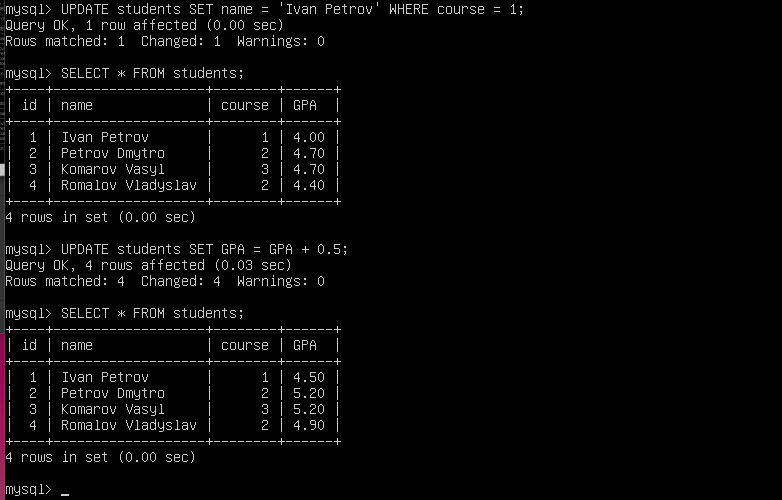 mysql> UPDATE students SET name = 'Ivan Petrov' WHERE course = 1;
Query OK, 1 row affected (0.00 sec)
Rows matched: 1  Changed: 1  Warnings: 0
mysql> SELECT * FROM students;
+----+------------------+--------+------+
| id | name             | course | GPA  |
+----+------------------+--------+------+
|  1 | Ivan Petrov      |      1 | 4.00 |
|  2 | Petrov Dmytro    |      2 | 4.70 |
|  3 | Komarov Vasyl    |      3 | 4.70 |
|  4 | Romalov Vladyslav |      2 | 4.40 |
+----+------------------+--------+------+
4 rows in set (0.00 sec)
mysql> UPDATE students SET GPA = GPA + 0.5;
Query OK, 4 rows affected (0.03 sec)
Rows matched: 4  Changed: 4  Warnings: 0
mysql> SELECT * FROM students;
+----+------------------+--------+------+
| id | name             | course | GPA  |
+----+------------------+--------+------+
|  1 | Ivan Petrov      |      1 | 4.50 |
|  2 | Petrov Dmytro    |      2 | 5.20 |
|  3 | Komarov Vasyl    |      3 | 5.20 |
|  4 | Romalov Vladyslav |      2 | 4.90 |
+----+------------------+--------+------+
4 rows in set (0.00 sec)
mysql> _